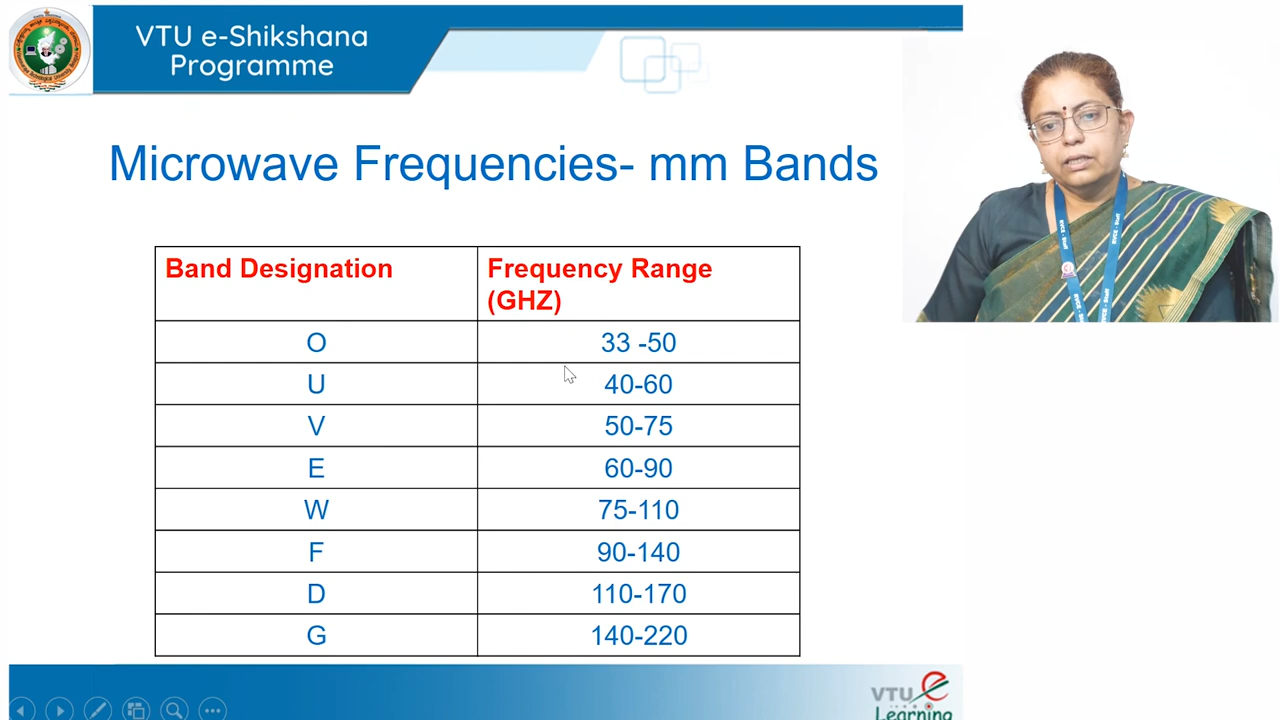 VTU e-Shikshana
Programme
Microwave Frequencies- mm Bands
Band Designation
Frequency Range
(GHZ)
O
33 -50
U
40-60
V
50-75
E
60-90
W
75-110
F
90-140
D
110-170
G
140-220
VTU e
Learning